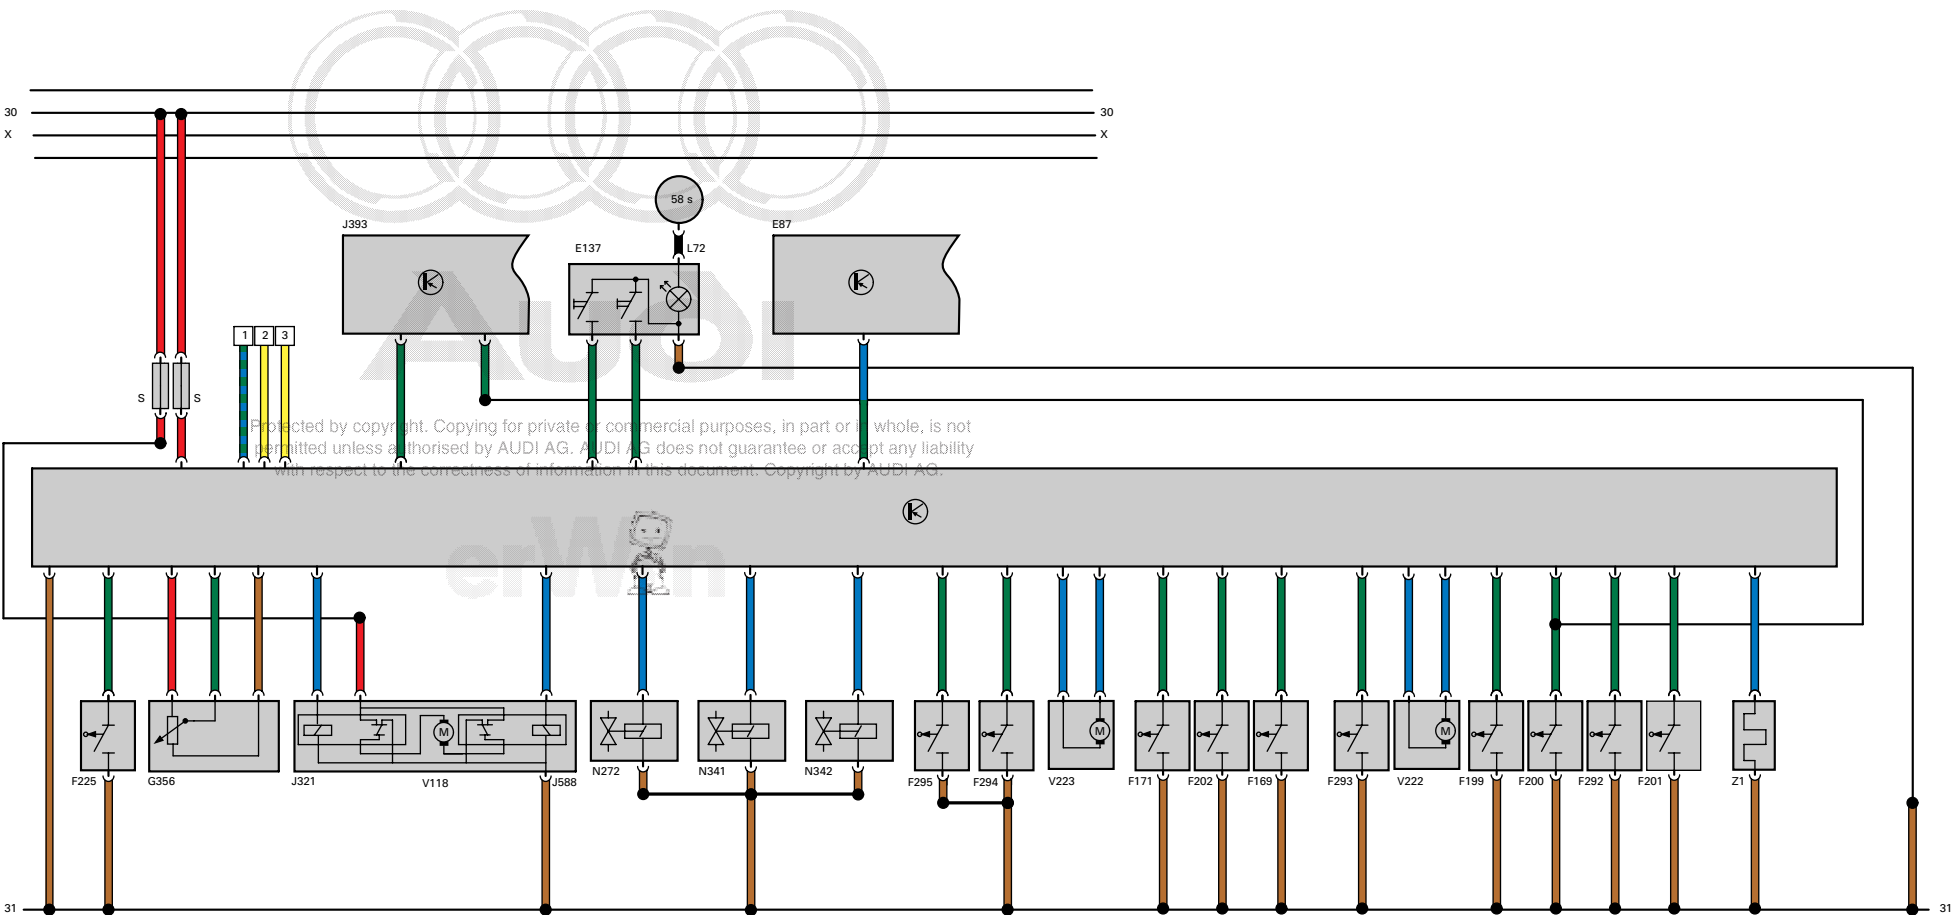 30 30
X X
58 s
J393 E137 L72 E87
AUDI
1 2 3
S S
Protected by copyright. Copying for private or commercial purposes, in part or in whole, is not
permitted unless authorised by AUDI AG. AUDI AG does not guarantee or accept any liability
with respect to the correctness of information in this document. Copyright by AUDI AG.
erWin
M M M
F225 G356 J321 V118 J588 N272 N341 N342 F295 F294 V223 F171 F202 F169 F293 V222 F199 F200 F292 F201 Z1
31 31